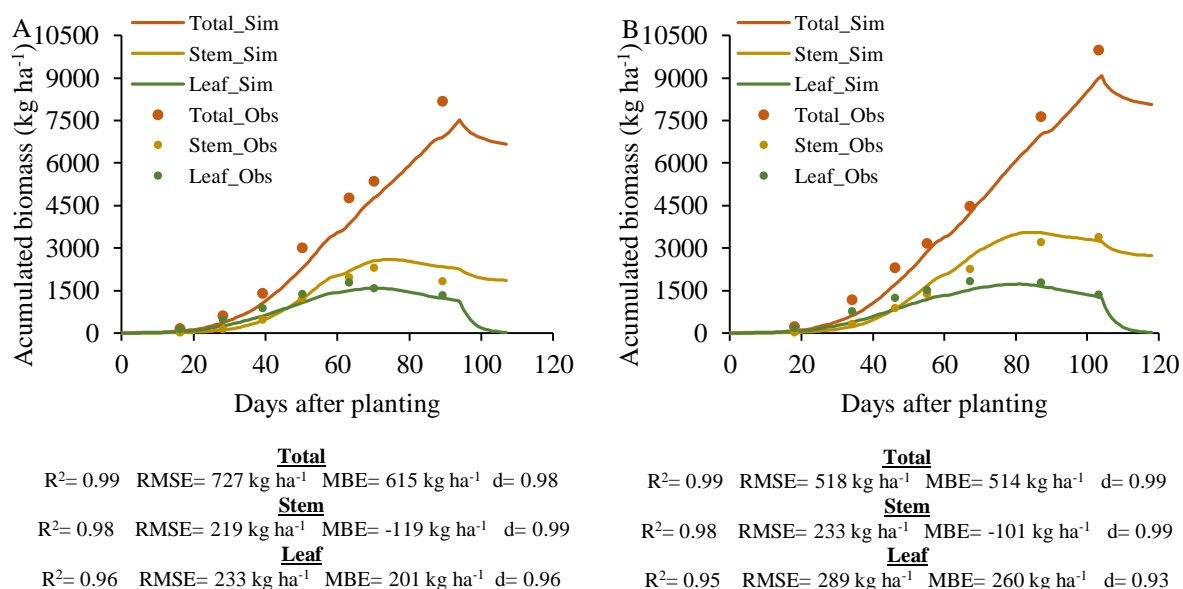 A
Acumulated biomass (kg ha-1)
10500
9000
7500
6000
4500
3000
1500
0
Total_Sim
Stem_Sim
Leaf_Sim
Total_Obs
Stem_Obs
Leaf_Obs
0 20 40 60 80 100 120
Days after planting
Total
R2= 0.99 RMSE= 727 kg ha-1 MBE= 615 kg ha-1 d= 0.98
Stem
R2= 0.98 RMSE= 219 kg ha-1 MBE= -119 kg ha-1 d= 0.99
Leaf
R2= 0.96 RMSE= 233 kg ha-1 MBE= 201 kg ha-1 d= 0.96
B
Acumulated biomass (kg ha-1)
10500
9000
7500
6000
4500
3000
1500
0
Total_Sim
Stem_Sim
Leaf_Sim
Total_Obs
Stem_Obs
Leaf_Obs
0 20 40 60 80 100 120
Days after planting
Total
R2= 0.99 RMSE= 518 kg ha-1 MBE= 514 kg ha-1 d= 0.99
Stem
R2= 0.98 RMSE= 233 kg ha-1 MBE= -101 kg ha-1 d= 0.99
Leaf
R2= 0.95 RMSE= 289 kg ha-1 MBE= 260 kg ha-1 d= 0.93